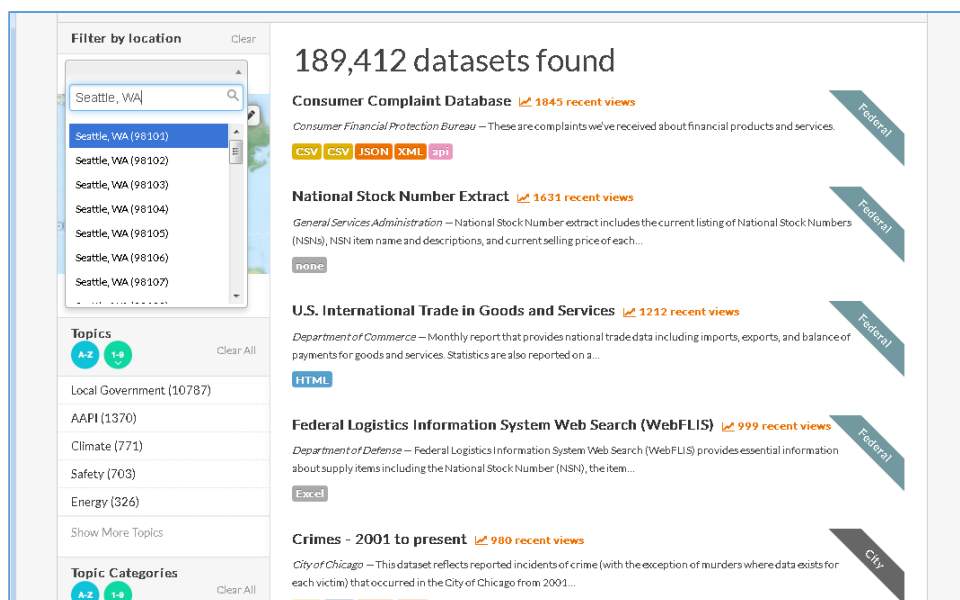 Filter by location Clear
Seattle, WA
Seattle, WA (98101)
Seattle, WA (98102)
Seattle, WA (98103)
Seattle, WA (98104)
Seattle, WA (98105)
Seattle, WA (98106)
Seattle, WA (98107)
Topics
A-Z 1-9 Clear All
Local Government (10787)
AAPI (1370)
Climate (771)
Safety (703)
Energy (326)
Show More Topics
Topic Categories
A-Z 1-9 Clear All
189,412 datasets found
Consumer Complaint Database 1845 recent views
Federal
Consumer Financial Protection Bureau — These are complaints we've received about financial products and services.
CSV CSV JSON XML api
National Stock Number Extract 1631 recent views
Federal
General Services Administration — National Stock Number extract includes the current listing of National Stock Numbers
(NSNs), NSN item name and descriptions, and current selling price of each...
none
U.S. International Trade in Goods and Services 1212 recent views
Federal
Department of Commerce — Monthly report that provides national trade data including imports, exports, and balance of
payments for goods and services. Statistics are also reported on a...
HTML
Federal Logistics Information System Web Search (WebFLIS) 999 recent views
Federal
Department of Defense — Federal Logistics Information System Web Search (WebFLIS) provides essential information
about supply items including the National Stock Number (NSN), the item...
Excel
Crimes - 2001 to present 980 recent views
City
City of Chicago — This dataset reflects reported incidents of crime (with the exception of murders where data exists for
each victim) that occurred in the City of Chicago from 2001...